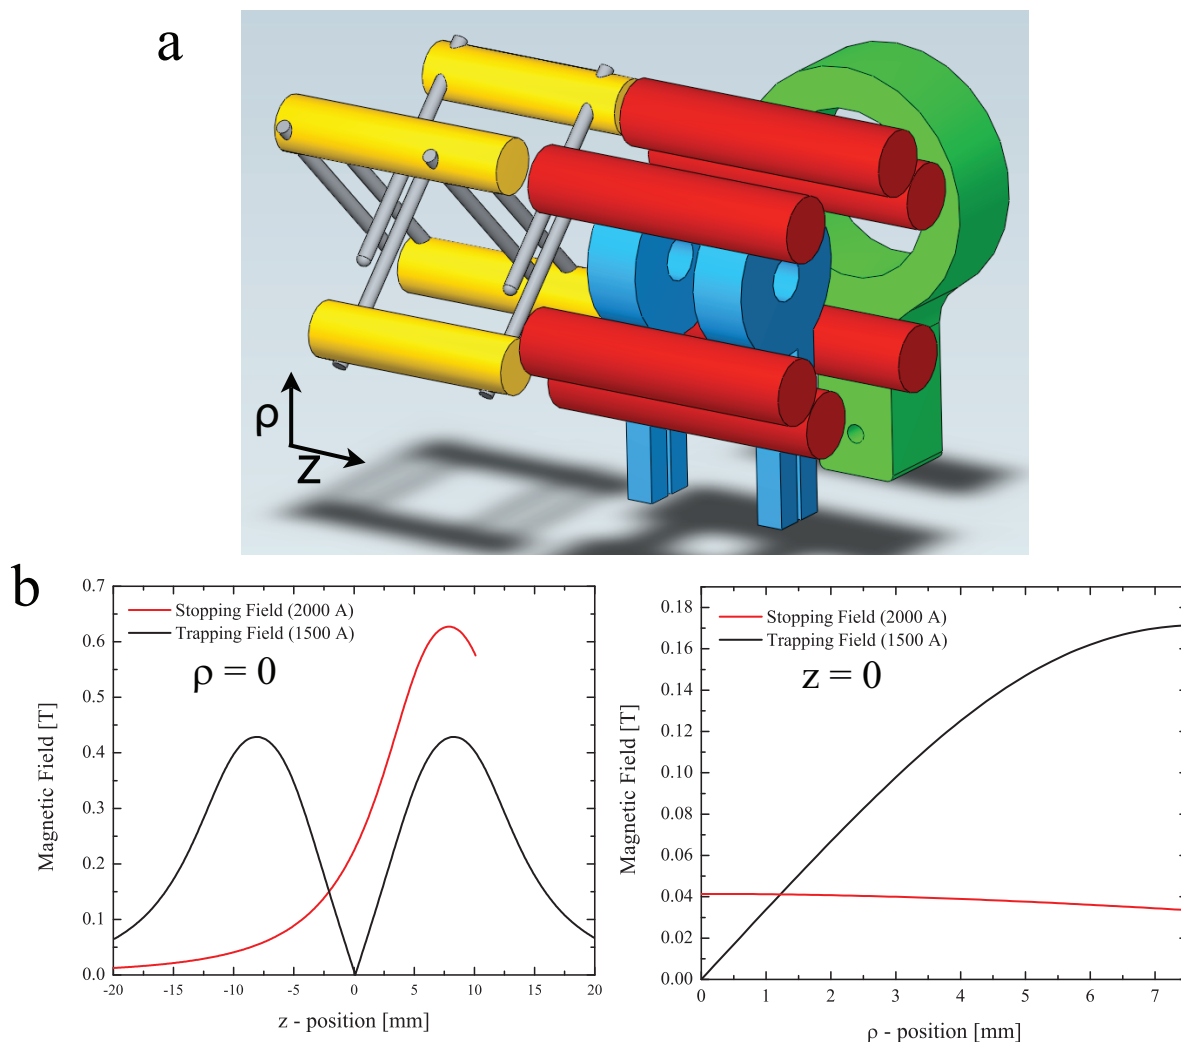 a
ρ
z
b
0.7
0.6
0.5
0.4
0.3
0.2
0.1
0.0
Magnetic Field [T]
Stopping Field (2000 A)
Trapping Field (1500 A)
ρ = 0
-20
-15
-10
-5
0
5
10
15
20
z - position [mm]
0.18
0.16
0.14
0.12
0.10
0.08
0.06
0.04
0.02
0.00
Magnetic Field [T]
Stopping Field (2000 A)
Trapping Field (1500 A)
z = 0
0
1
2
3
4
5
6
7
ρ - position [mm]